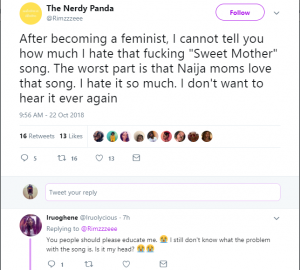 The Nerdy Panda
@Rimzzzeee
Follow
After becoming a feminist, I cannot tell you
how much I hate that fucking "Sweet Mother"
song. The worst part is that Naija moms love
that song. I hate it so much. I don't want to
hear it ever again
9:56 AM - 22 Oct 2018
16 Retweets 13 Likes
5 16 13
Tweet your reply
Iruoghene @Iruolycious · 7h
Replying to @Rimzzzeee
You people should please educate me. 😭 I still don't know what the problem
with the song is. Is it my head? 😭😭
1